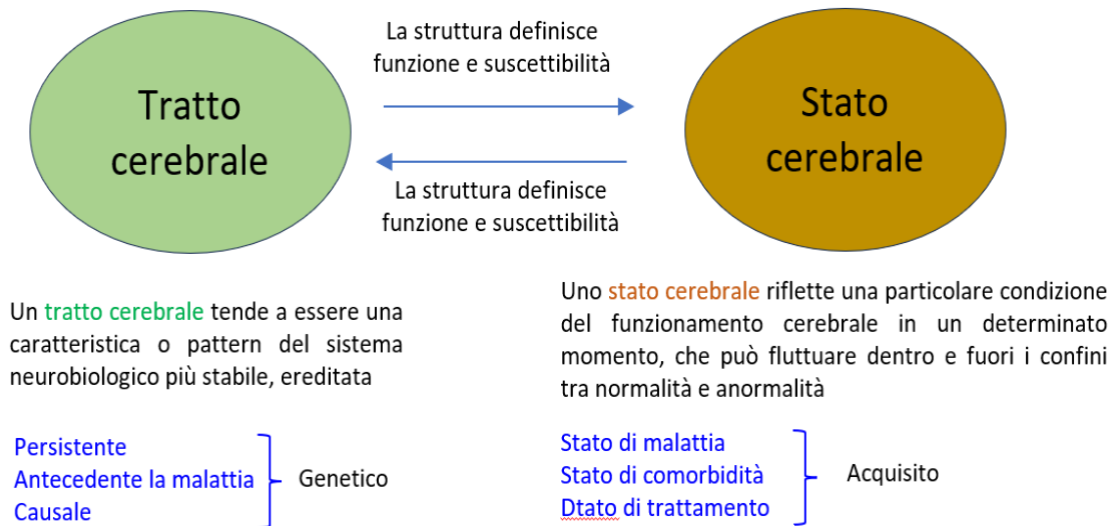 La struttura definisce
funzione e suscettibilità
Tratto
cerebrale
Stato
cerebrale
La struttura definisce
funzione e suscettibilità
Un tratto cerebrale tende a essere una
caratteristica o pattern del sistema
neurobiologico più stabile, ereditata
Persistente
Antecedente la malattia
Causale
Genetico
Uno stato cerebrale riflette una particolare condizione
del funzionamento cerebrale in un determinato
momento, che può fluttuare dentro e fuori i confini
tra normalità e anormalità
Stato di malattia
Stato di comorbidità
Dtato di trattamento
Acquisito